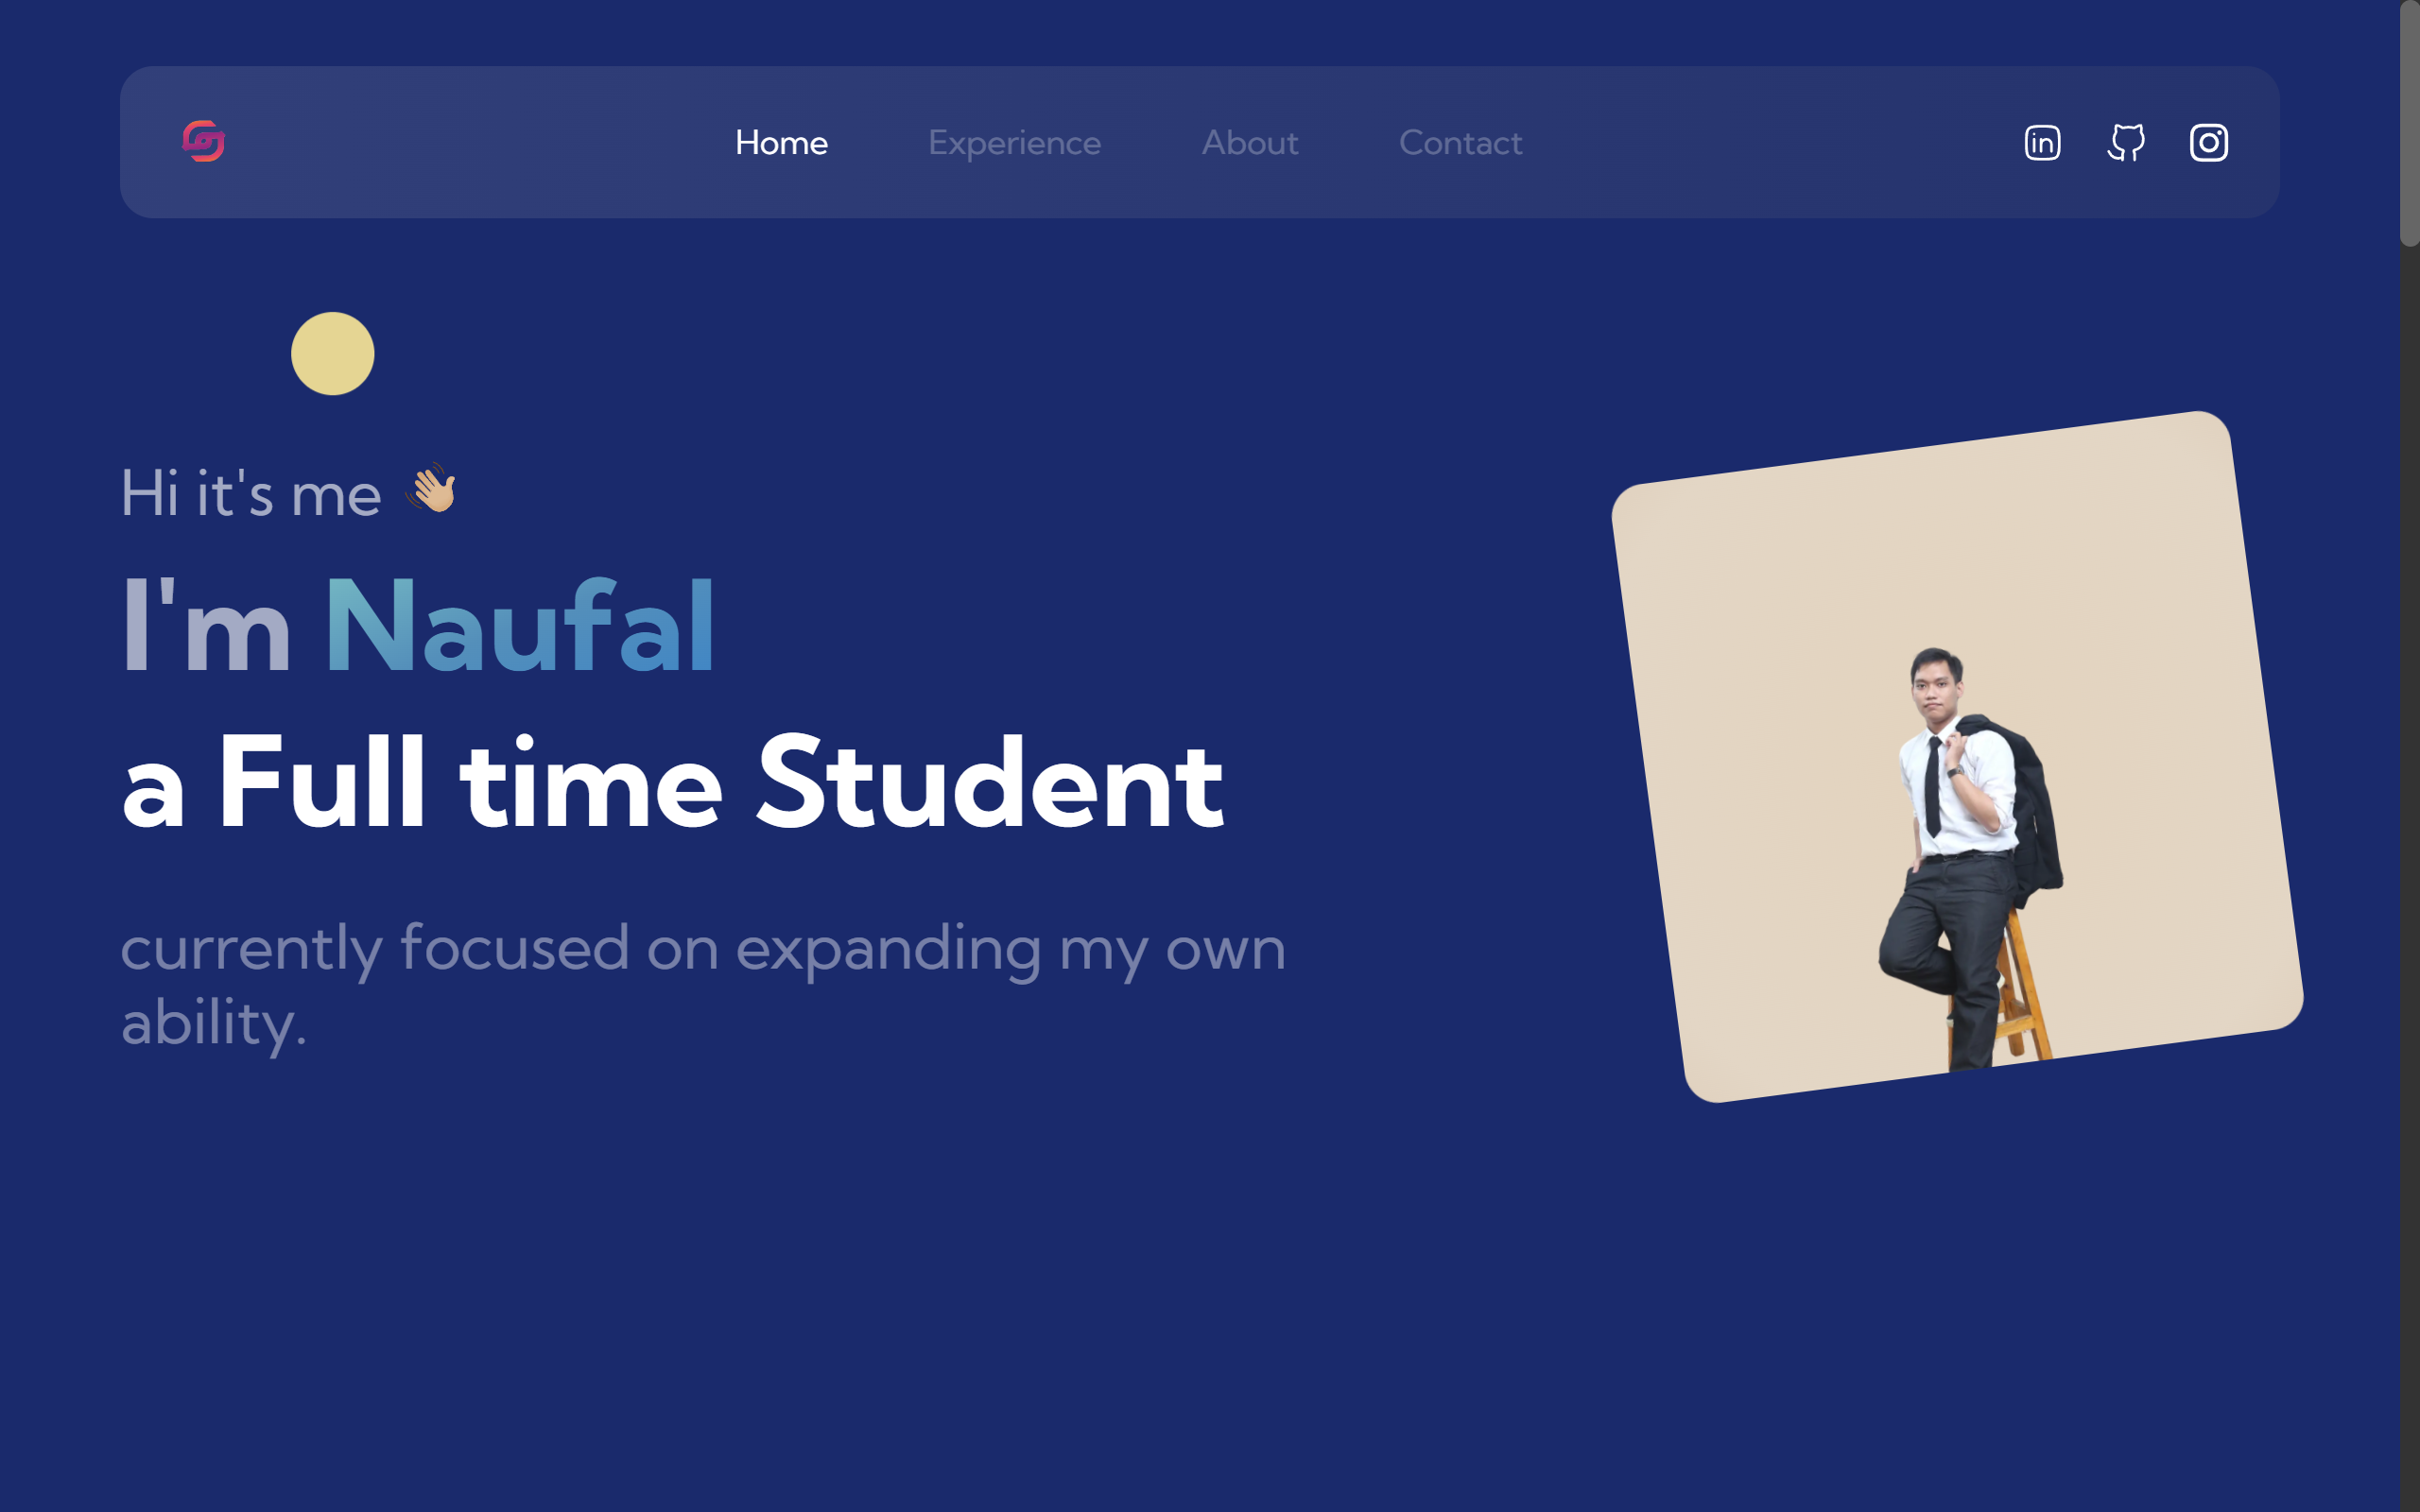 Home Experience About Contact
Hi it's me 👋🏼
I'm Naufal
a Full time Student
currently focused on expanding my own
ability.